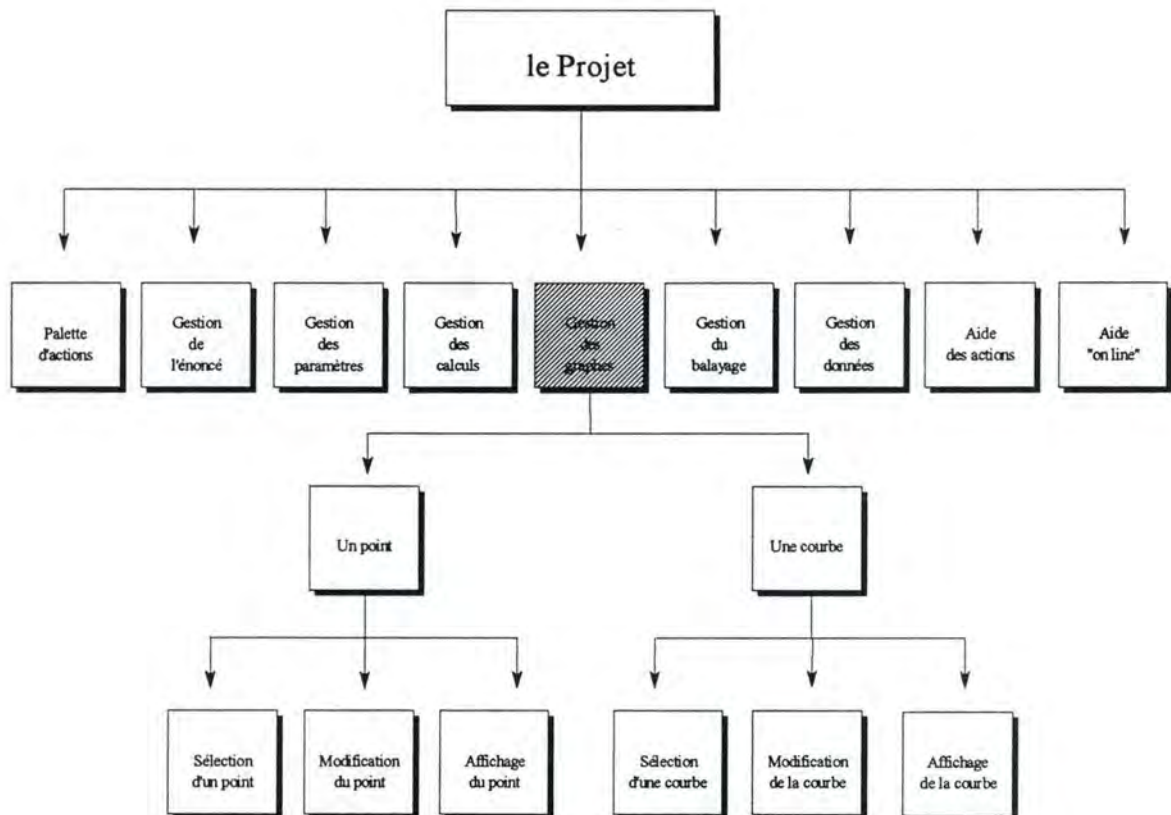 le Projet
Palette
d'actions
Gestion
de
l'énoncé
Gestion
des
paramètres
Gestion
des
calculs
Gestion
des
graphes
Gestion
du
balayage
Gestion
des
données
Aide
des actions
Aide
"on line"
Un point
Une courbe
Sélection
d'un point
Modification
du point
Affichage
du point
Sélection
d'une courbe
Modification
de la courbe
Affichage
de la courbe